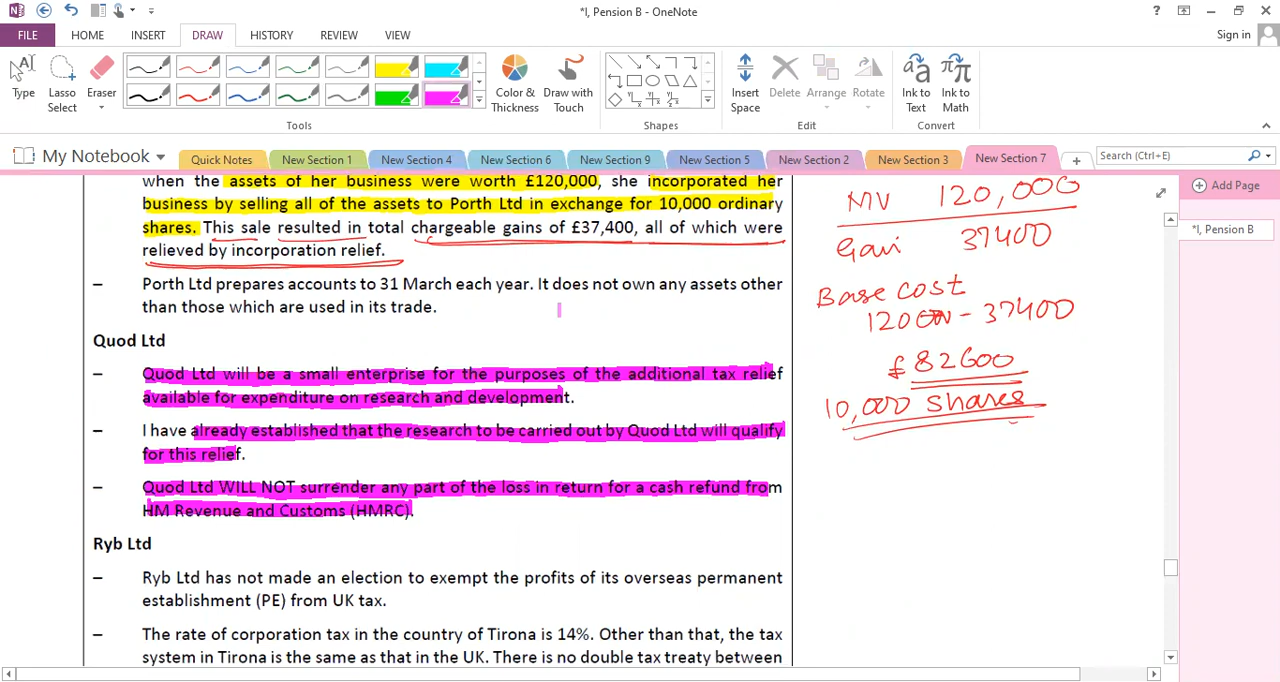 *I, Pension B - OneNote
Sign in
FILE HOME INSERT DRAW HISTORY REVIEW VIEW
Type
Lasso Select
Eraser
Color & Thickness
Draw with Touch
Insert Space
Delete
Arrange
Rotate
Ink to Text
Ink to Math
Tools
Shapes
Edit
Convert
My Notebook
Quick Notes
New Section 1
New Section 4
New Section 6
New Section 9
New Section 5
New Section 2
New Section 3
New Section 7
Search (Ctrl+E)
Add Page
*I, Pension B
when the assets of her business were worth £120,000, she incorporated her
business by selling all of the assets to Porth Ltd in exchange for 10,000 ordinary
shares. This sale resulted in total chargeable gains of £37,400, all of which were
relieved by incorporation relief.
– Porth Ltd prepares accounts to 31 March each year. It does not own any assets other
than those which are used in its trade.
Quod Ltd
– Quod Ltd will be a small enterprise for the purposes of the additional tax relief
available for expenditure on research and development.
– I have already established that the research to be carried out by Quod Ltd will qualify
for this relief.
– Quod Ltd WILL NOT surrender any part of the loss in return for a cash refund from
HM Revenue and Customs (HMRC).
Ryb Ltd
– Ryb Ltd has not made an election to exempt the profits of its overseas permanent
establishment (PE) from UK tax.
– The rate of corporation tax in the country of Tirona is 14%. Other than that, the tax
system in Tirona is the same as that in the UK. There is no double tax treaty between
MV 120,000
Gain 37400
Base cost
- 37400
£82600
10,000 shares